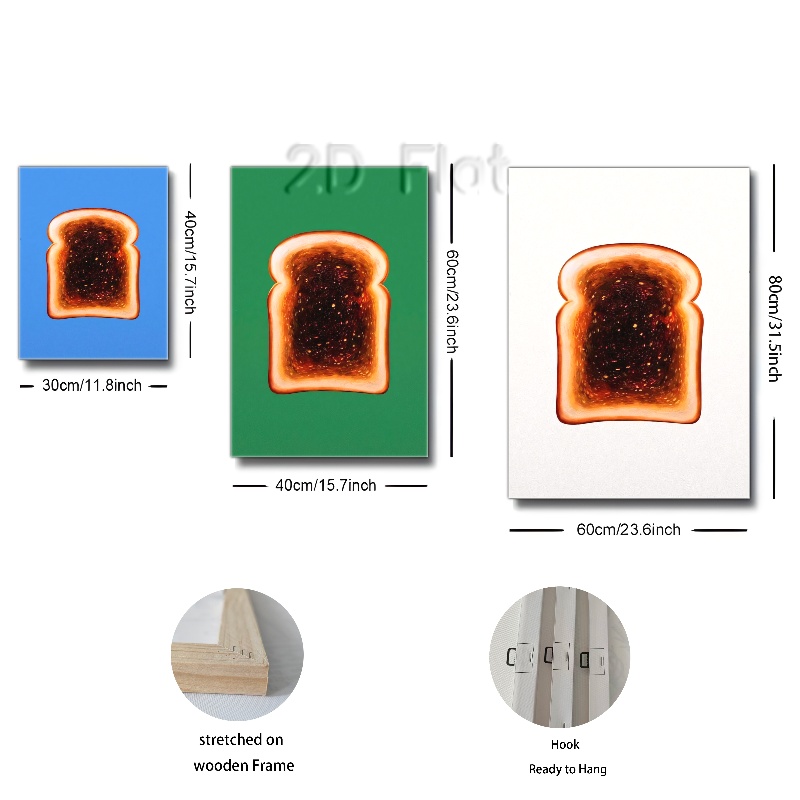 2D Flat
40cm/15.7inch
30cm/11.8inch
60cm/23.6inch
40cm/15.7inch
80cm/31.5inch
60cm/23.6inch
stretched on
wooden Frame
Hook
Ready to Hang